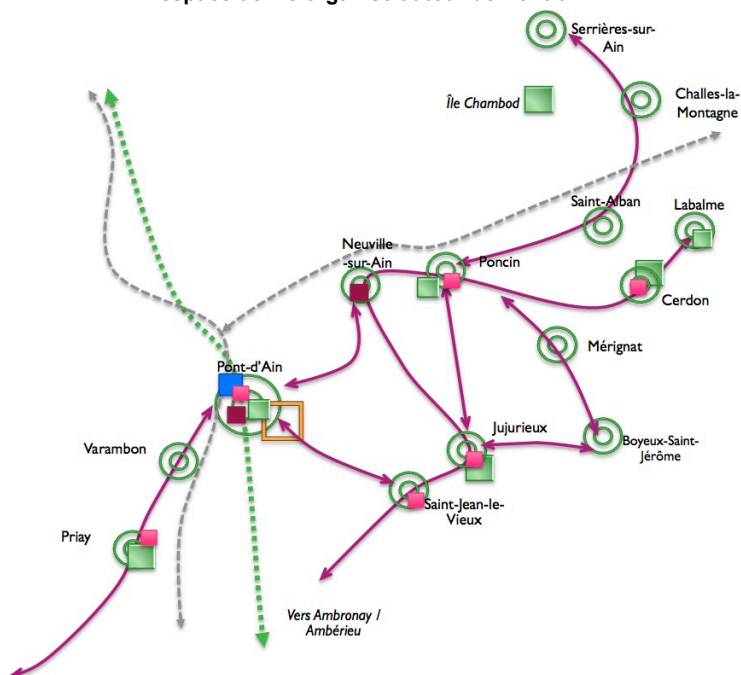 Serrières-sur-
Ain
Île Chambod
Challes-la-
Montagne
Saint-Alban
Labalme
Neuville
-sur-Ain
Poncin
Cerdon
Mérignat
Pont-d'Ain
Jujurieux
Boyeux-Saint-
Jérôme
Varambon
Saint-Jean-le-
Vieux
Priay
Vers Ambronay /
Ambérieu